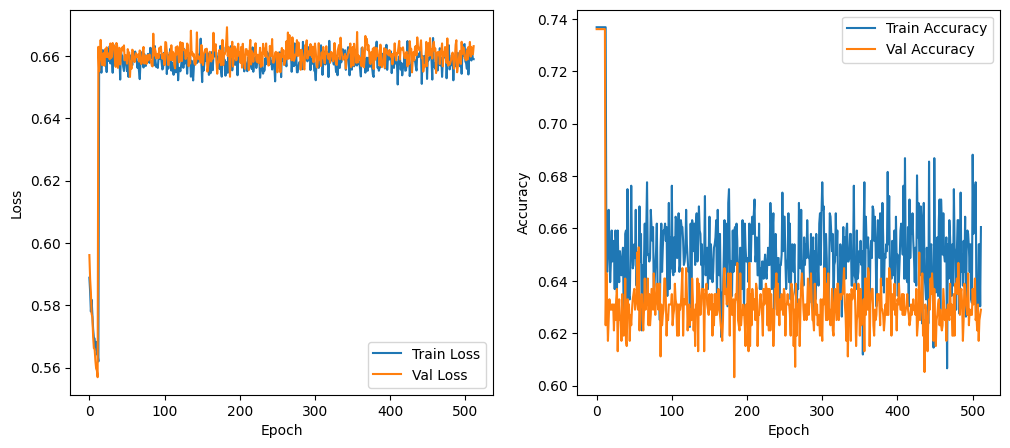 0.66
0.64
0.62
0.60
0.58
0.56
Loss
0 100 200 300 400 500
Epoch
Train Loss
Val Loss
0.74
0.72
0.70
0.68
0.66
0.64
0.62
0.60
Accuracy
0 100 200 300 400 500
Epoch
Train Accuracy
Val Accuracy